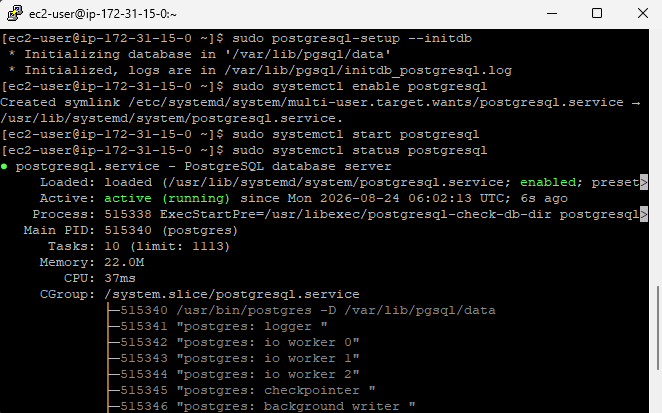 ec2-user@ip-172-31-15-0:~
[ec2-user@ip-172-31-15-0 ~]$ sudo postgresql-setup --initdb
 * Initializing database in '/var/lib/pgsql/data'
 * Initialized, logs are in /var/lib/pgsql/initdb_postgresql.log
[ec2-user@ip-172-31-15-0 ~]$ sudo systemctl enable postgresql
Created symlink /etc/systemd/system/multi-user.target.wants/postgresql.service →
/usr/lib/systemd/system/postgresql.service.
[ec2-user@ip-172-31-15-0 ~]$ sudo systemctl start postgresql
[ec2-user@ip-172-31-15-0 ~]$ sudo systemctl status postgresql
● postgresql.service - PostgreSQL database server
     Loaded: loaded (/usr/lib/systemd/system/postgresql.service; enabled; preset>
     Active: active (running) since Mon 2026-08-24 06:02:13 UTC; 6s ago
    Process: 515338 ExecStartPre=/usr/libexec/postgresql-check-db-dir postgresql>
   Main PID: 515340 (postgres)
      Tasks: 10 (limit: 1113)
     Memory: 22.0M
        CPU: 37ms
     CGroup: /system.slice/postgresql.service
             ├─515340 /usr/bin/postgres -D /var/lib/pgsql/data
             ├─515341 "postgres: logger "
             ├─515342 "postgres: io worker 0"
             ├─515343 "postgres: io worker 1"
             ├─515344 "postgres: io worker 2"
             ├─515345 "postgres: checkpointer "
             ├─515346 "postgres: background writer "